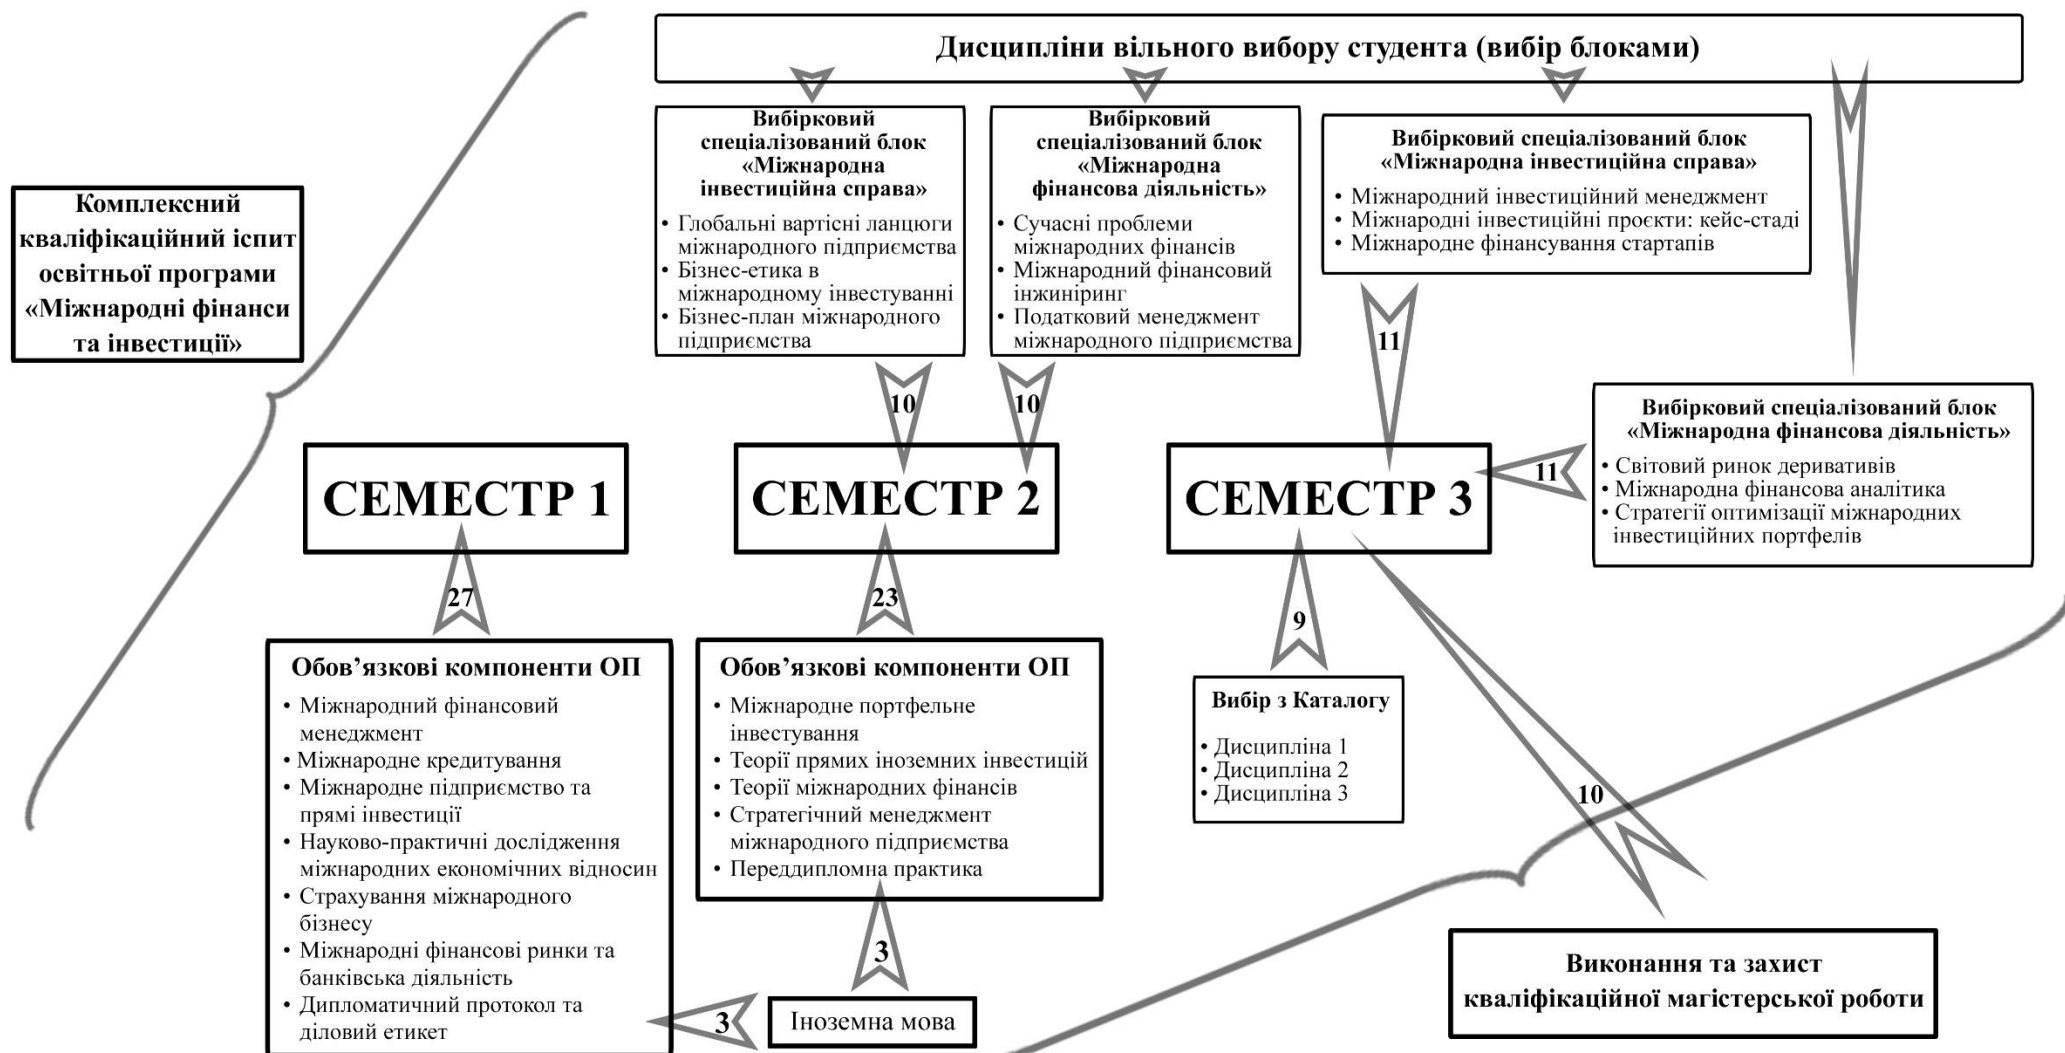 Дисципліни вільного вибору студента (вибір блоками)
Комплексний
кваліфікаційний іспит
освітньої програми
«Міжнародні фінанси
та інвестиції»
Вибірковий
спеціалізований блок
«Міжнародна
інвестиційна справа»
• Глобальні вартісні ланцюги
міжнародного підприємства
• Бізнес-етика в
міжнародному інвестуванні
• Бізнес-план міжнародного
підприємства
Вибірковий
спеціалізований блок
«Міжнародна
фінансова діяльність»
• Сучасні проблеми
міжнародних фінансів
• Міжнародний фінансовий
інжиніринг
• Податковий менеджмент
міжнародного підприємства
Вибірковий спеціалізований блок
«Міжнародна інвестиційна справа»
• Міжнародний інвестиційний менеджмент
• Міжнародні інвестиційні проєкти: кейс-стаді
• Міжнародне фінансування стартапів
10
10
11
Вибірковий спеціалізований блок
«Міжнародна фінансова діяльність»
• Світовий ринок деривативів
• Міжнародна фінансова аналітика
• Стратегії оптимізації міжнародних
інвестиційних портфелів
11
СЕМЕСТР 1
СЕМЕСТР 2
СЕМЕСТР 3
27
23
9
10
Обов’язкові компоненти ОП
• Міжнародний фінансовий
менеджмент
• Міжнародне кредитування
• Міжнародне підприємство та
прямі інвестиції
• Науково-практичні дослідження
міжнародних економічних відносин
• Страхування міжнародного
бізнесу
• Міжнародні фінансові ринки та
банківська діяльність
• Дипломатичний протокол та
діловий етикет
Обов’язкові компоненти ОП
• Міжнародне портфельне
інвестування
• Теорії прямих іноземних інвестицій
• Теорії міжнародних фінансів
• Стратегічний менеджмент
міжнародного підприємства
• Переддипломна практика
Вибір з Каталогу
• Дисципліна 1
• Дисципліна 2
• Дисципліна 3
3
3
Іноземна мова
Виконання та захист
кваліфікаційної магістерської роботи